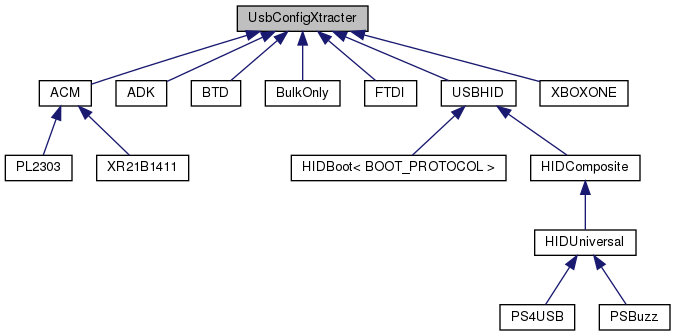 UsbConfigXtracter
ACM
ADK
BTD
BulkOnly
FTDI
USBHID
XBOXONE
PL2303
XR21B1411
HIDBoot< BOOT_PROTOCOL >
HIDComposite
HIDUniversal
PS4USB
PSBuzz